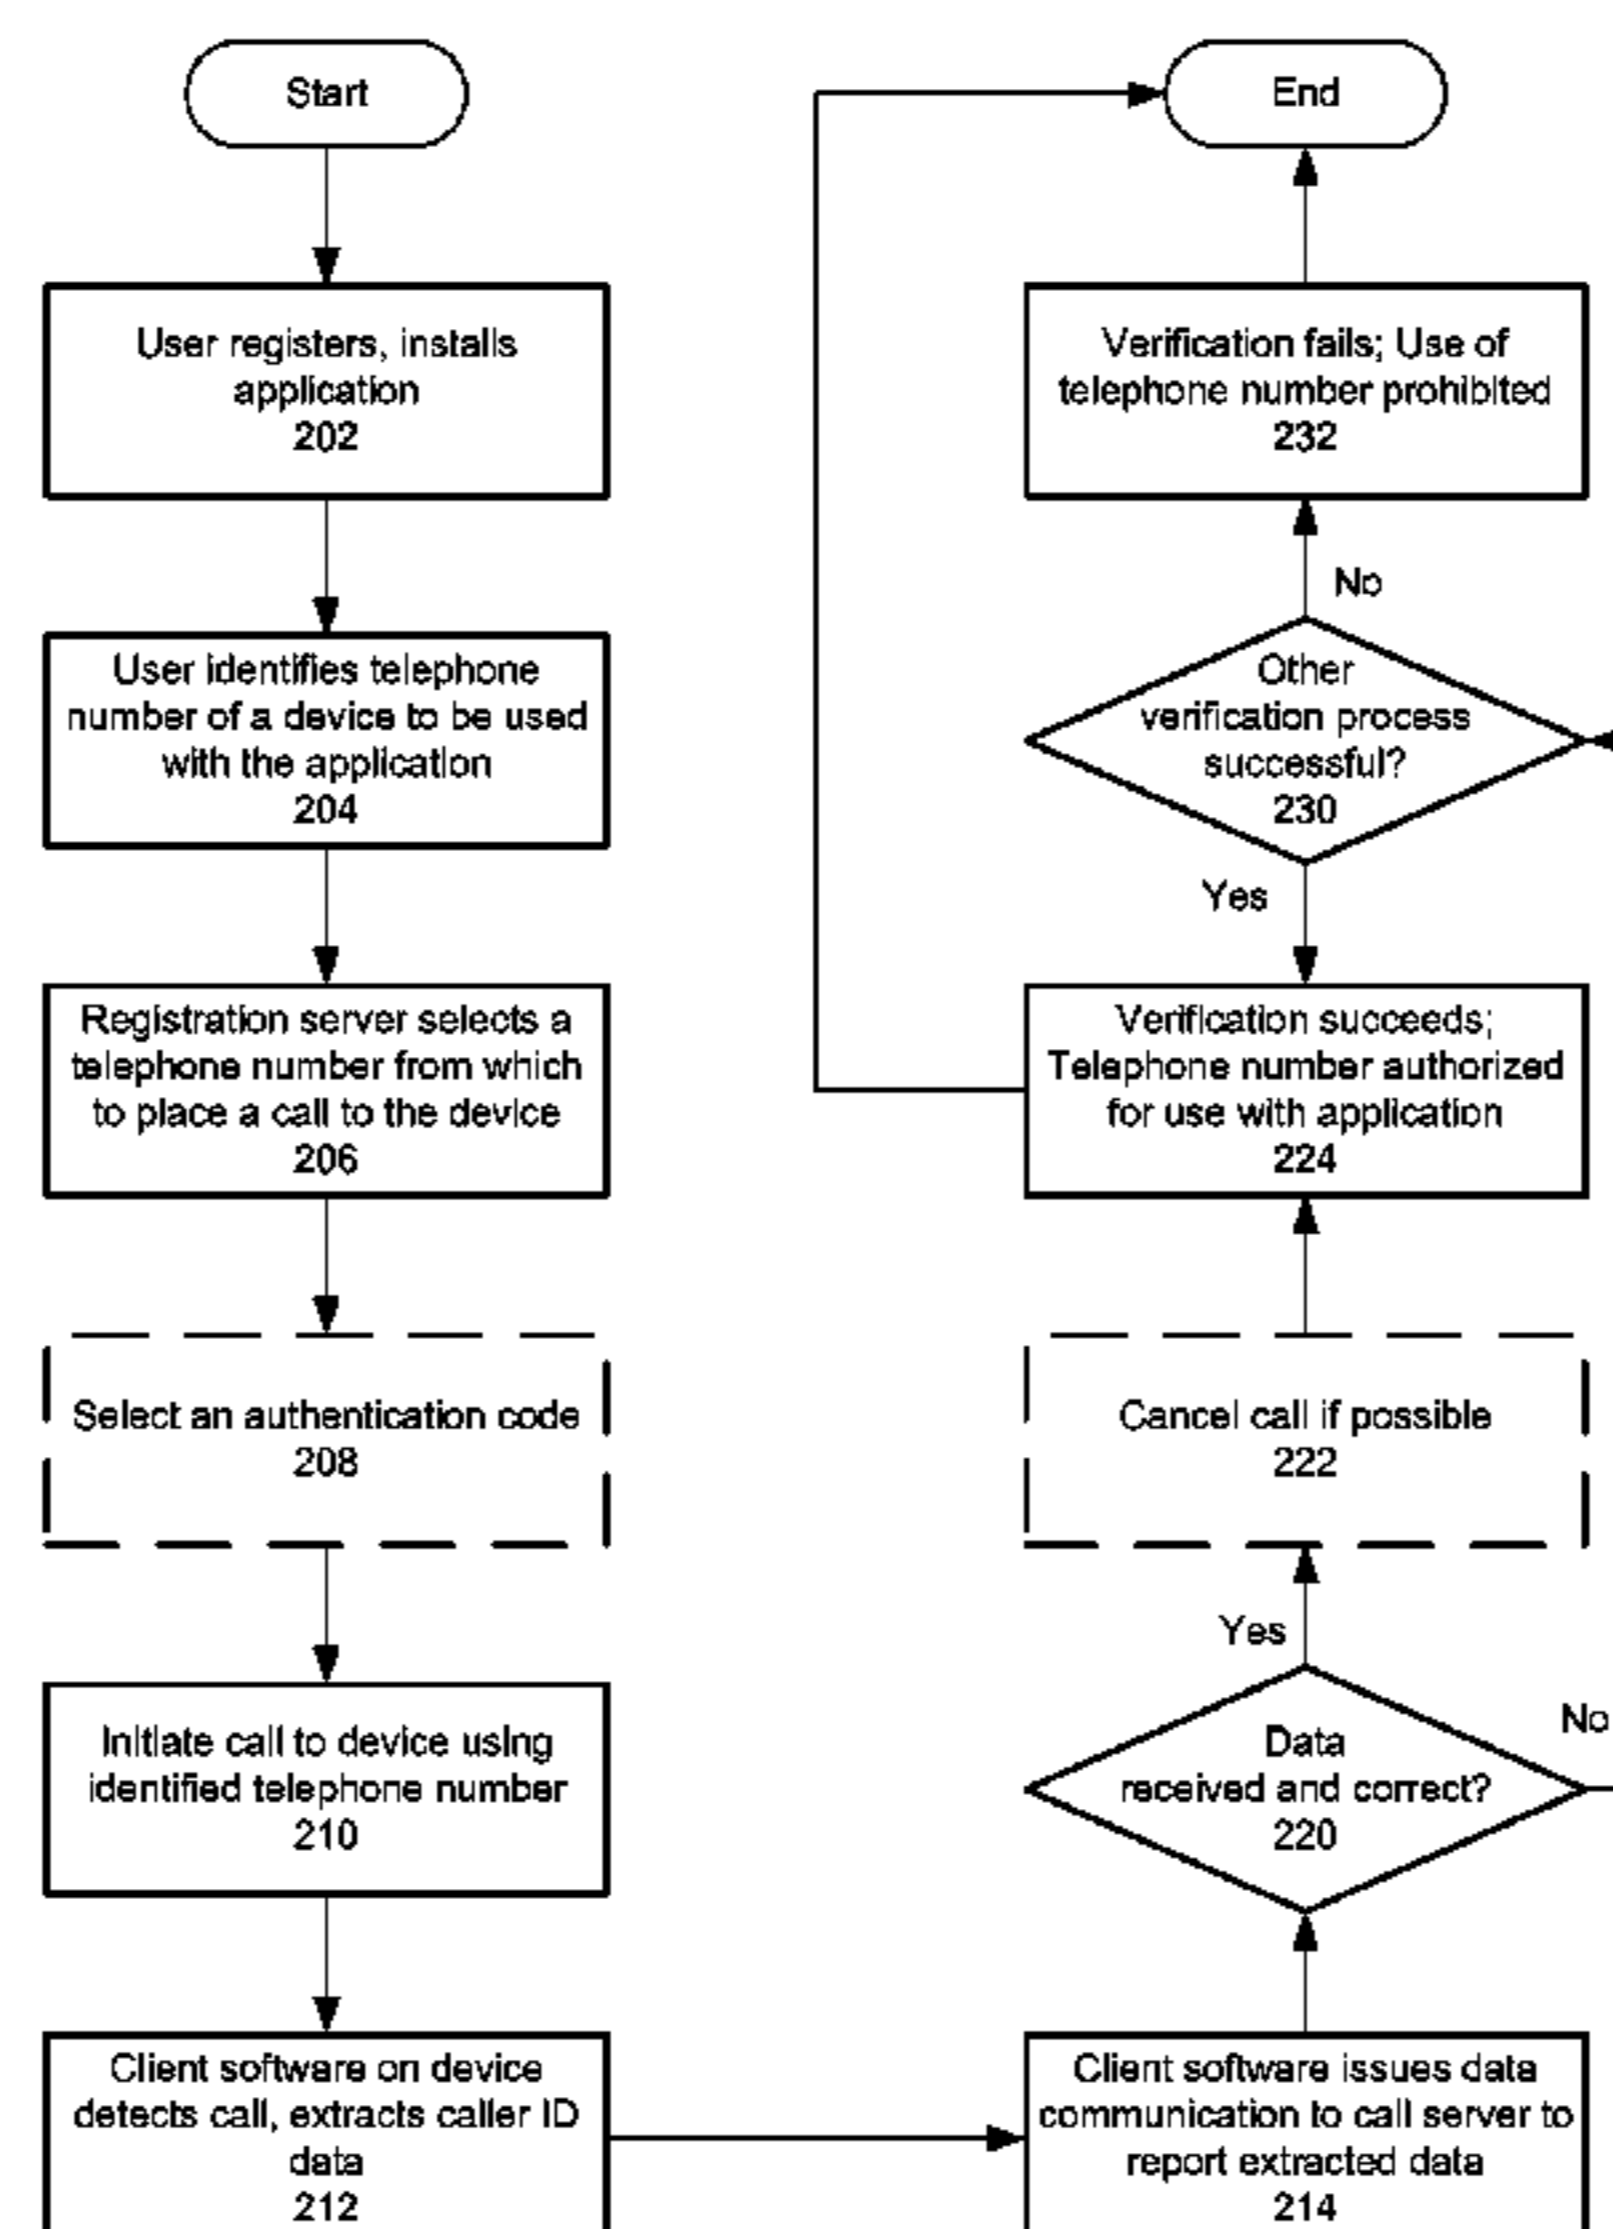 Start
User registers, installs
application
202
User identifies telephone
number of a device to be used
with the application
204
Registration server selects a
telephone number from which
to place a call to the device
206
Select an authentication code
208
Initiate call to device using
identified telephone number
210
Client software on device
detects call, extracts caller ID
data
212
Client software issues data
communication to call server to
report extracted data
214
Data
received and correct?
220
No
Yes
Cancel call if possible
222
Verification succeeds;
Telephone number authorized
for use with application
224
Yes
Other
verification process
successful?
230
No
Verification fails; Use of
telephone number prohibited
232
End